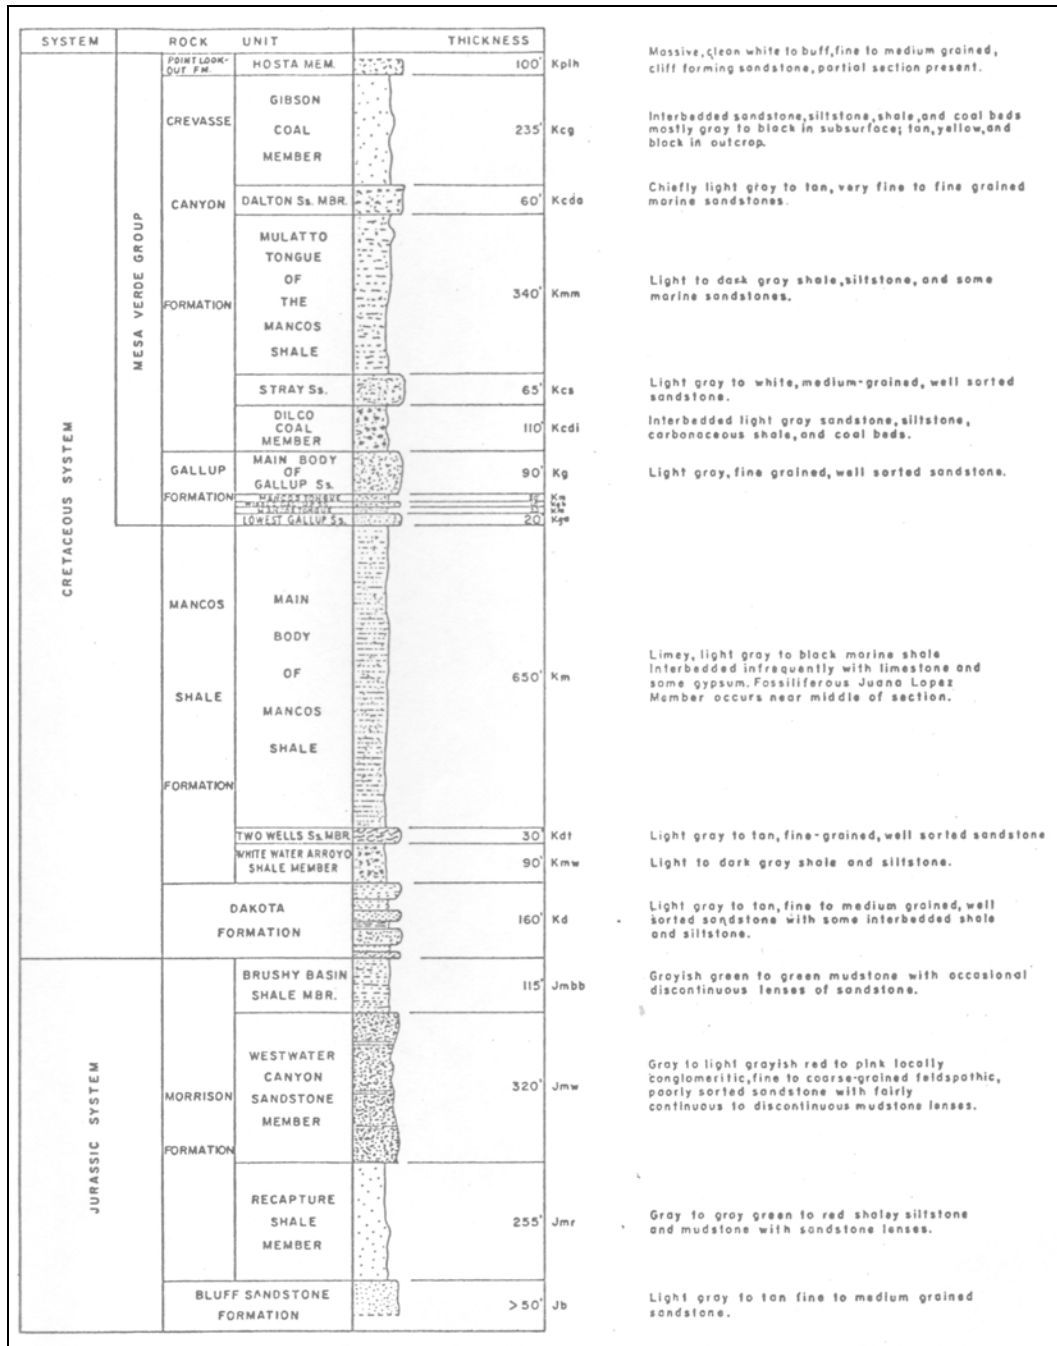 SYSTEM ROCK UNIT THICKNESS
POINT LOOK-
OUT FM.
HOSTA MEM.
100' Kplh
Massive, clean white to buff, fine to medium grained,
cliff forming sandstone, partial section present.
MESA VERDE GROUP
CREVASSE
CANYON
FORMATION
GIBSON
COAL
MEMBER
235' Kcg
Interbedded sandstone, siltstone, shale, and coal beds
mostly gray to black in subsurface; tan, yellow, and
black in outcrop.
DALTON Ss. MBR.
60' Kcda
Chiefly light gray to tan, very fine to fine grained
marine sandstones.
MULATTO
TONGUE
OF
THE
MANCOS
SHALE
340' Kmm
Light to dark gray shale, siltstone, and some
marine sandstones.
STRAY Ss.
65' Kcs
Light gray to white, medium-grained, well sorted
sandstone.
DILCO
COAL
MEMBER
110' Kcdi
Interbedded light gray sandstone, siltstone,
carbonaceous shale, and coal beds.
GALLUP
FORMATION
MAIN BODY
OF
GALLUP Ss.
90' Kg
Light gray, fine grained, well sorted sandstone.
MANCOS TONGUE
Km
LOWEST GALLUP Ss.
20'
CRETACEOUS SYSTEM
MANCOS
SHALE
FORMATION
MAIN
BODY
OF
MANCOS
SHALE
650' Km
Limey, light gray to black marine shale
Interbedded infrequently with limestone and
some gypsum. Fossiliferous Juana Lopez
Member occurs near middle of section.
TWO WELLS Ss. MBR.
30' Kdt
Light gray to tan, fine-grained, well sorted sandstone
WHITE WATER ARROYO
SHALE MEMBER
90' Kmw
Light to dark gray shale and siltstone.
DAKOTA
FORMATION
160' Kd
Light gray to tan, fine to medium grained, well
sorted sandstone with some interbedded shale
and siltstone.
JURASSIC SYSTEM
MORRISON
FORMATION
BRUSHY BASIN
SHALE MBR.
115' Jmbb
Grayish green to green mudstone with occasional
discontinuous lenses of sandstone.
WESTWATER
CANYON
SANDSTONE
MEMBER
320' Jmw
Gray to light grayish red to pink locally
conglomeritic, fine to coarse-grained feldspathic,
poorly sorted sandstone with fairly
continuous to discontinuous mudstone lenses.
RECAPTURE
SHALE
MEMBER
255' Jmr
Gray to gray green to red shaley siltstone
and mudstone with sandstone lenses.
BLUFF SANDSTONE
FORMATION
>50' Jb
Light gray to tan fine to medium grained
sandstone.